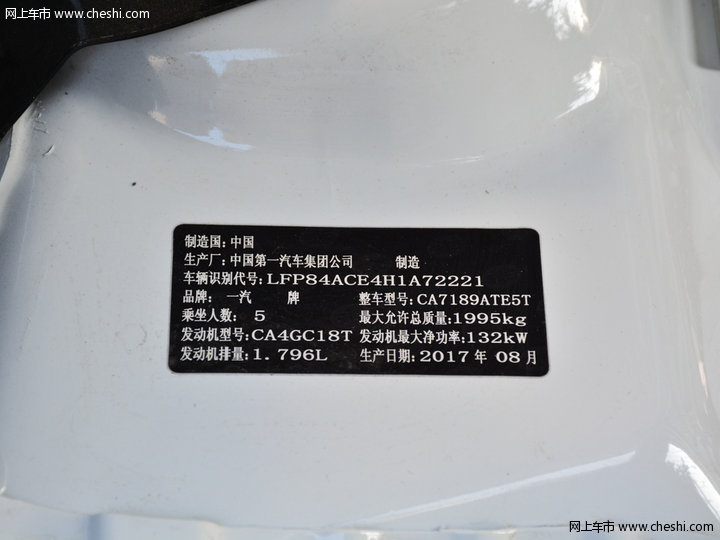 网上车市 www.cheshi.com
制造国:中国
生产厂:中国第一汽车集团公司 制造
车辆识别代号:LFP84ACE4H1A72221
品牌: 一汽 牌 整车型号:CA7189ATE5T
乘坐人数: 5 最大允许总质量:1995kg
发动机型号:CA4GC18T 发动机最大净功率:132kW
发动机排量:1.796L 生产日期:2017年 08月
网上车市 www.cheshi.com